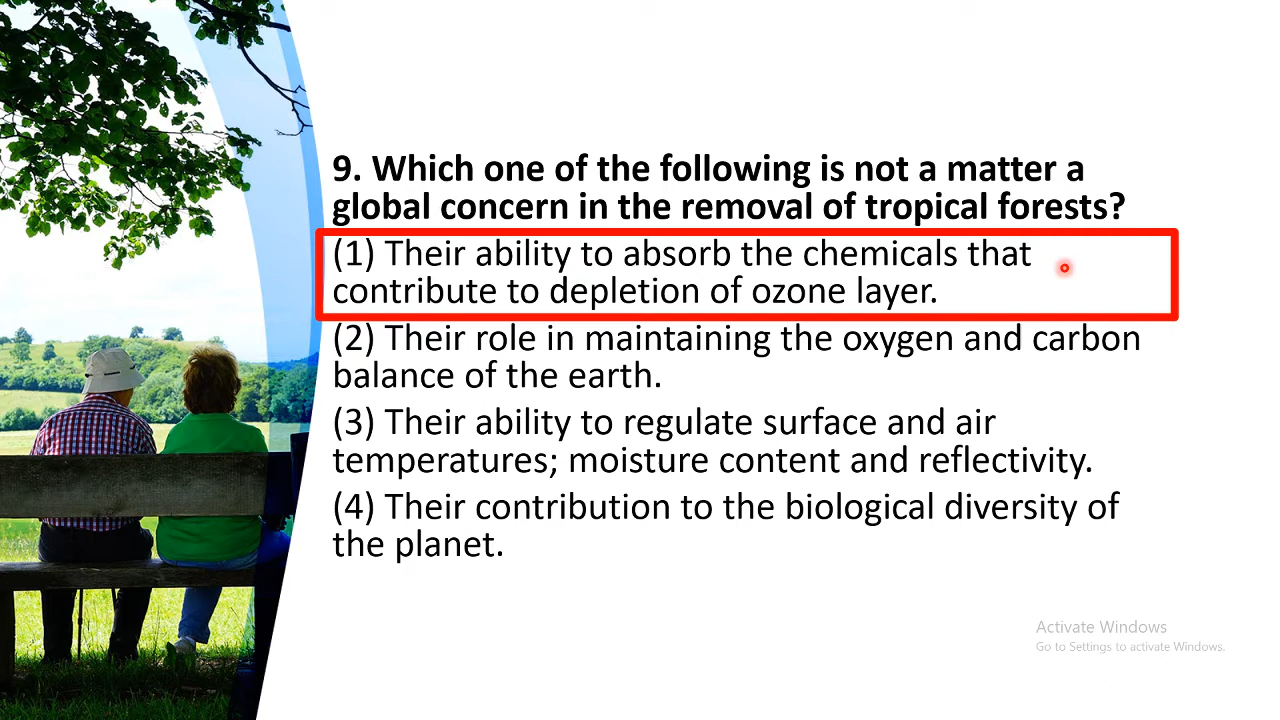 9. Which one of the following is not a matter a
global concern in the removal of tropical forests?
(1) Their ability to absorb the chemicals that
contribute to depletion of ozone layer.
(2) Their role in maintaining the oxygen and carbon
balance of the earth.
(3) Their ability to regulate surface and air
temperatures; moisture content and reflectivity.
(4) Their contribution to the biological diversity of
the planet.
Activate Windows
Go to Settings to activate Windows.